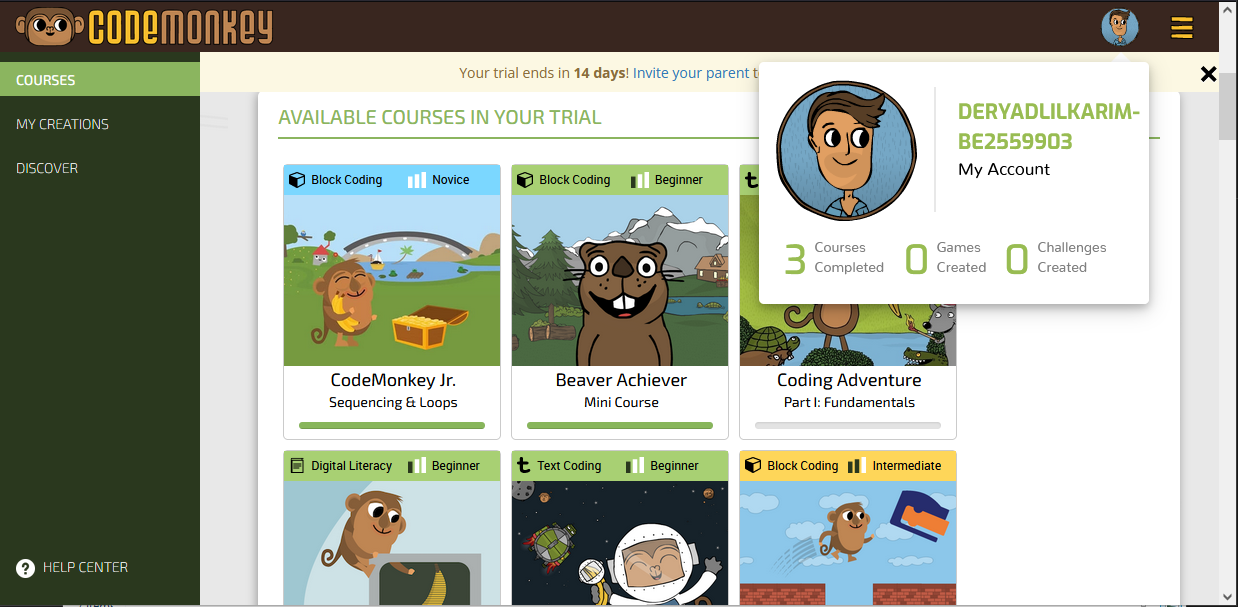 CODEMONKEY
COURSES
MY CREATIONS
DISCOVER
HELP CENTER
Your trial ends in 14 days! Invite your parent
AVAILABLE COURSES IN YOUR TRIAL
DERYADLILKARIM-
BE2559903
My Account
3 Courses
Completed
0 Games
Created
0 Challenges
Created
Block Coding Novice
CodeMonkey Jr.
Sequencing & Loops
Block Coding Beginner
Beaver Achiever
Mini Course
Coding Adventure
Part I: Fundamentals
Digital Literacy Beginner
Text Coding Beginner
Block Coding Intermediate